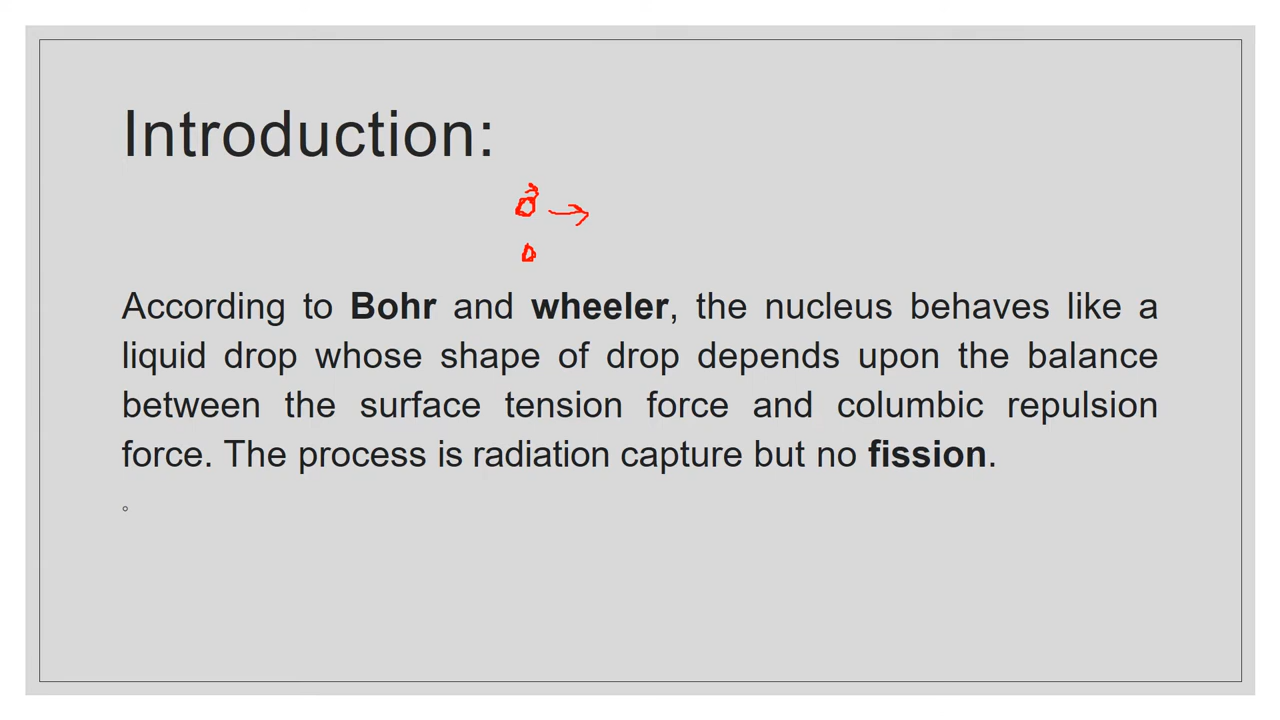 Introduction:
According to Bohr and wheeler, the nucleus behaves like a
liquid drop whose shape of drop depends upon the balance
between the surface tension force and columbic repulsion
force. The process is radiation capture but no fission.